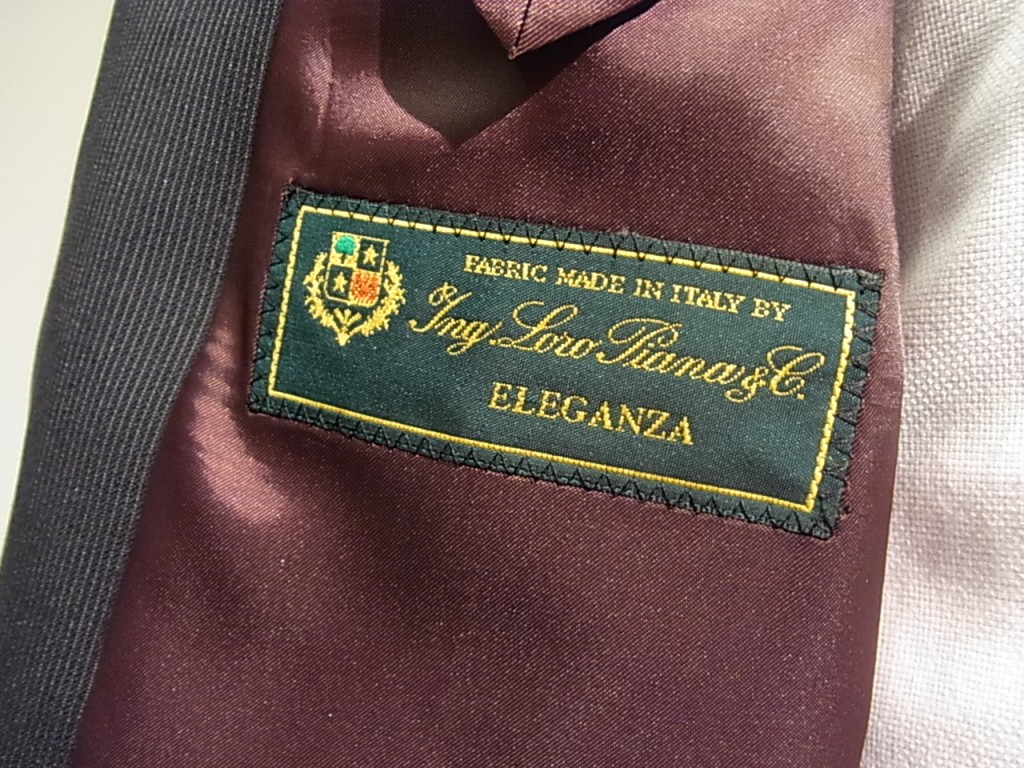 FABRIC MADE IN ITALY BY
Ing. Loro Piana & C.
ELEGANZA